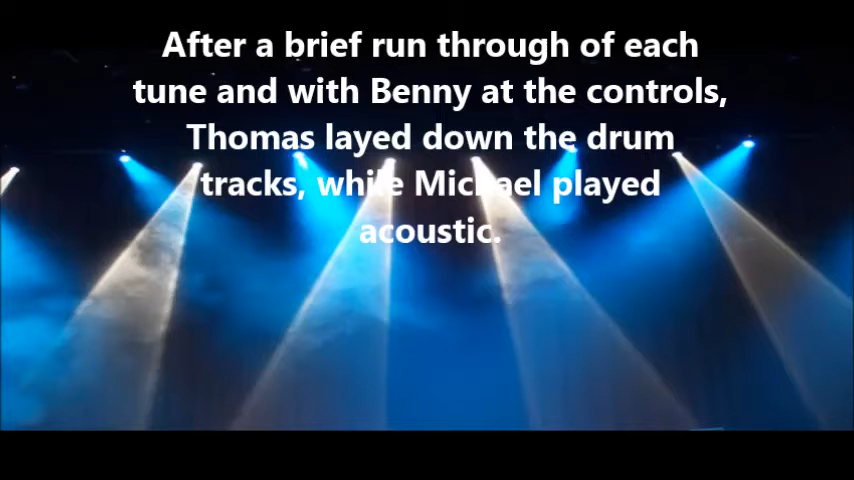 After a brief run through of each
tune and with Benny at the controls,
Thomas layed down the drum
tracks, while Michael played
acoustic.